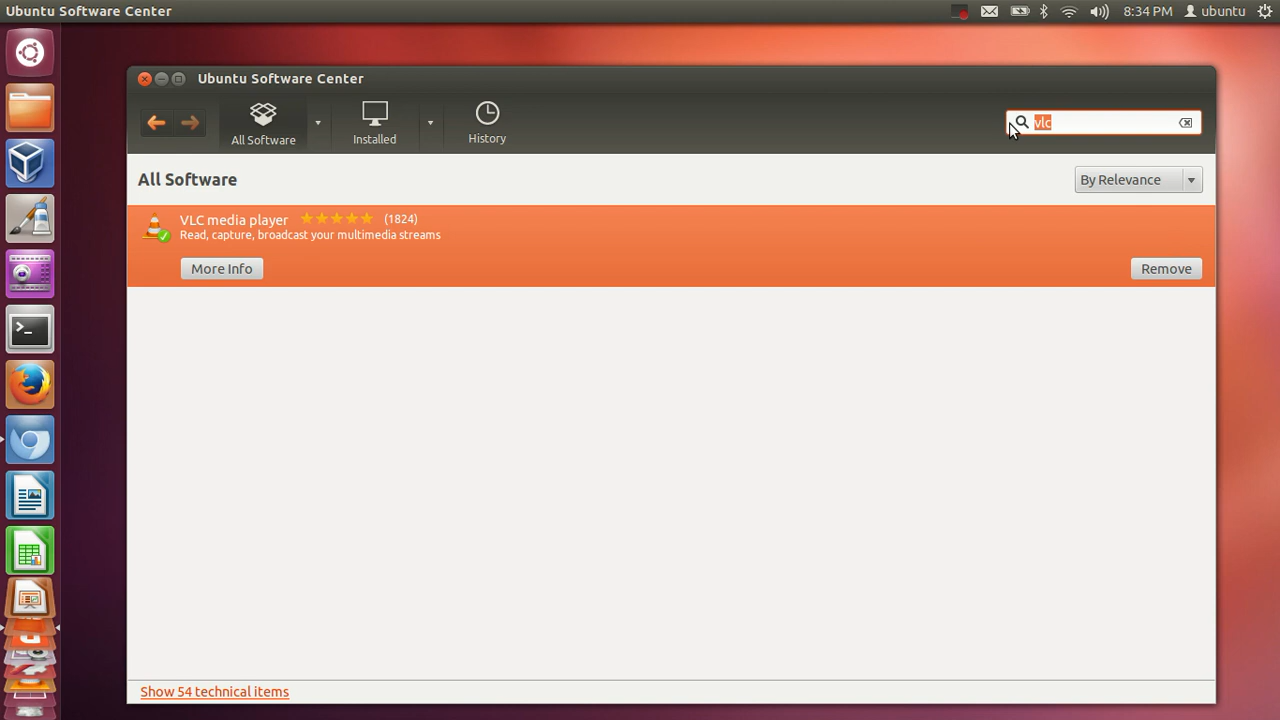 Ubuntu Software Center
8:34 PM ubuntu
Ubuntu Software Center
All Software Installed History
vlc
All Software
By Relevance
VLC media player (1824)
Read, capture, broadcast your multimedia streams
More Info Remove
Show 54 technical items